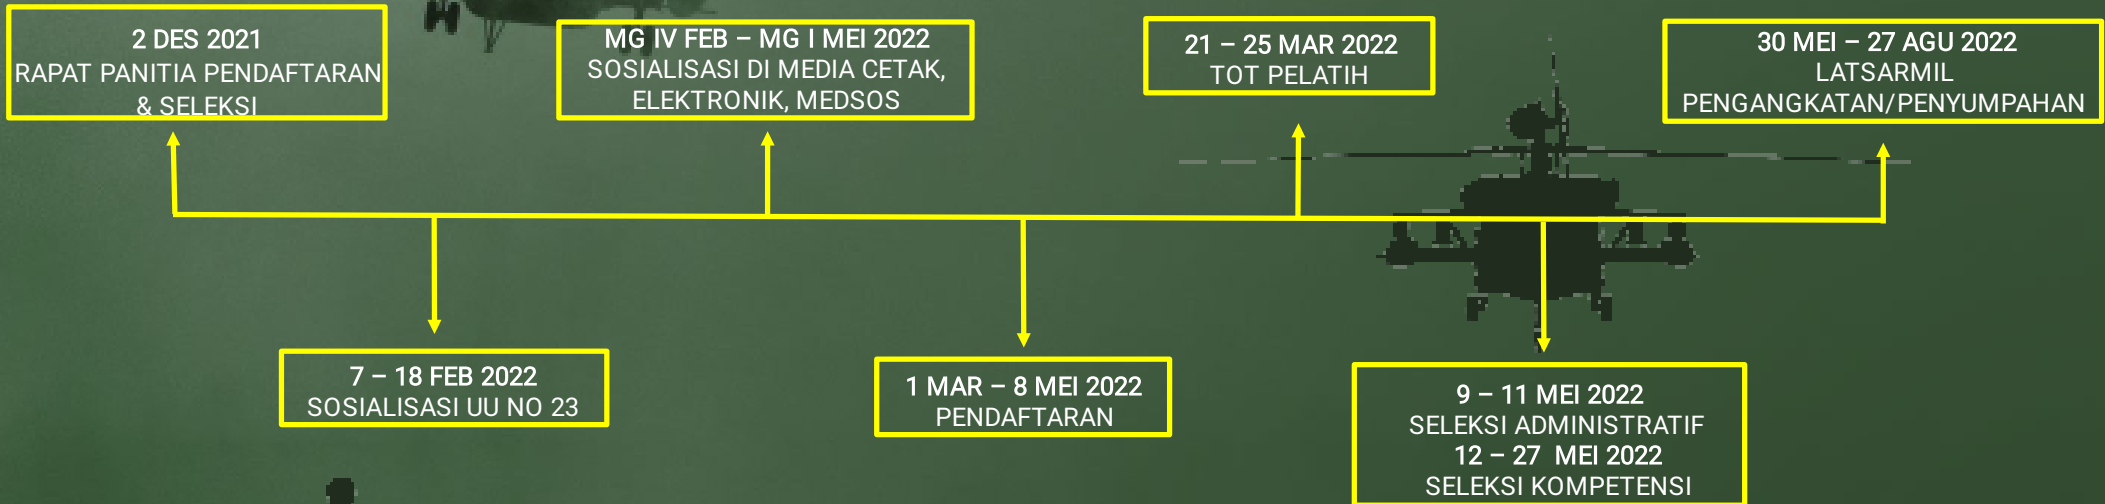 2 DES 2021
RAPAT PANITIA PENDAFTARAN
& SELEKSI
MG IV FEB – MG I MEI 2022
SOSIALISASI DI MEDIA CETAK,
ELEKTRONIK, MEDSOS
21 – 25 MAR 2022
TOT PELATIH
30 MEI – 27 AGU 2022
LATSARMIL
PENGANGKATAN/PENYUMPAHAN
7 – 18 FEB 2022
SOSIALISASI UU NO 23
1 MAR – 8 MEI 2022
PENDAFTARAN
9 – 11 MEI 2022
SELEKSI ADMINISTRATIF
12 – 27 MEI 2022
SELEKSI KOMPETENSI